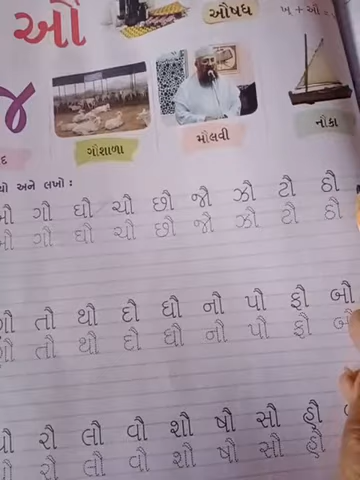 ઔ ઔષધ ખ્ + ઔ =
ગૌશાળા મૌલવી નૌકા
અને લખો :
ગૌ ઘૌ ચૌ છૌ જૌ ઝૌ ટૌ ઠૌ
ગૌ ઘૌ ચૌ છૌ જૌ ઝૌ ટૌ ઠૌ
ણૌ તૌ થૌ દૌ ધૌ નૌ પૌ ફૌ બૌ
ણૌ તૌ થૌ દૌ ધૌ નૌ પૌ ફૌ બૌ
રૌ લૌ વૌ શૌ ષૌ સૌ હૌ
રૌ લૌ વૌ શૌ ષૌ સૌ હૌ